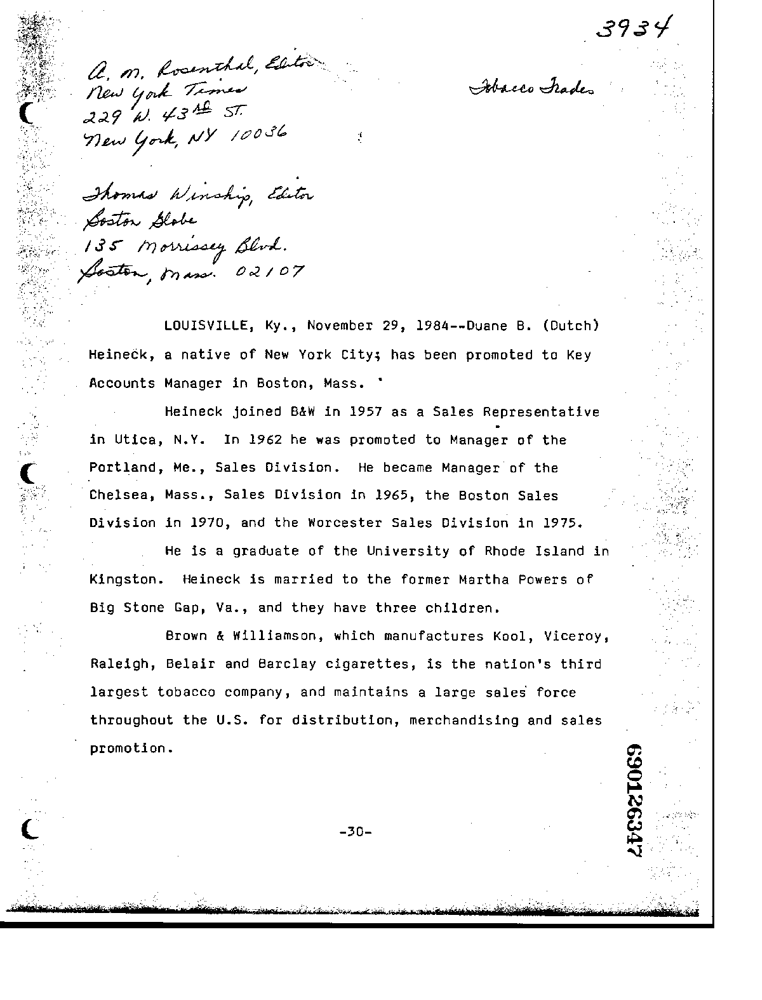 3934
A. M. Rosenthal, Editor
New York Times
229 W. 43rd ST.
New York, NY 10036
Tobacco Trades
Thomas Winship, Editor
Boston Globe
135 Morrissey Blvd.
Boston, Mass. 02107
LOUISVILLE, Ky., November 29, 1984--Duane B. (Dutch)
Heineck, a native of New York City; has been promoted to Key
Accounts Manager in Boston, Mass.
Heineck joined B&W in 1957 as a Sales Representative
in Utica, N.Y. In 1962 he was promoted to Manager of the
Portland, Me., Sales Division. He became Manager of the
Chelsea, Mass., Sales Division in 1965, the Boston Sales
Division in 1970, and the Worcester Sales Division in 1975.
He is a graduate of the University of Rhode Island in
Kingston. Heineck is married to the former Martha Powers of
Big Stone Gap, Va., and they have three children.
Brown & Williamson, which manufactures Kool, Viceroy,
Raleigh, Belair and Barclay cigarettes, is the nation's third
largest tobacco company, and maintains a large sales force
throughout the U.S. for distribution, merchandising and sales
promotion.
-30-
690126347